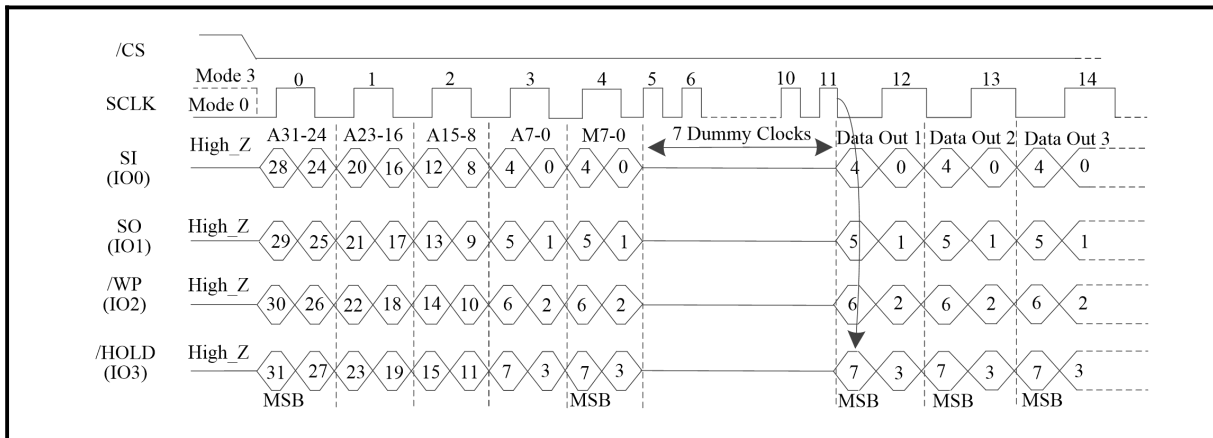 /CS
Mode 3 0 1 2 3 4 5 6 10 11 12 13 14
SCLK Mode 0
A31-24 A23-16 A15-8 A7-0 M7-0 7 Dummy Clocks Data Out 1 Data Out 2 Data Out 3
SI (IO0) High_Z 28 24 20 16 12 8 4 0 4 0 4 0 4 0 4 0
SO (IO1) High_Z 29 25 21 17 13 9 5 1 5 1 5 1 5 1 5 1
/WP (IO2) High_Z 30 26 22 18 14 10 6 2 6 2 6 2 6 2 6 2
/HOLD (IO3) High_Z 31 27 23 19 15 11 7 3 7 3 7 3 7 3 7 3
MSB MSB MSB MSB MSB